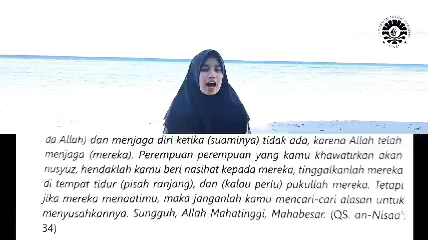 da Allah) dan menjaga diri ketika (suaminya) tidak ada, karena Allah telah
menjaga (mereka). Perempuan perempuan yang kamu khawatirkan akan
nusyuz, hendaklah kamu beri nasihat kepada mereka, tinggalkanlah mereka
di tempat tidur (pisah ranjang), dan (kalau perlu) pukullah mereka. Tetapi
jika mereka menaatimu, maka janganlah kamu mencari-cari alasan untuk
menyusahkannya. Sungguh, Allah Mahatinggi, Mahabesar. (QS. an-Nisaa':
34)